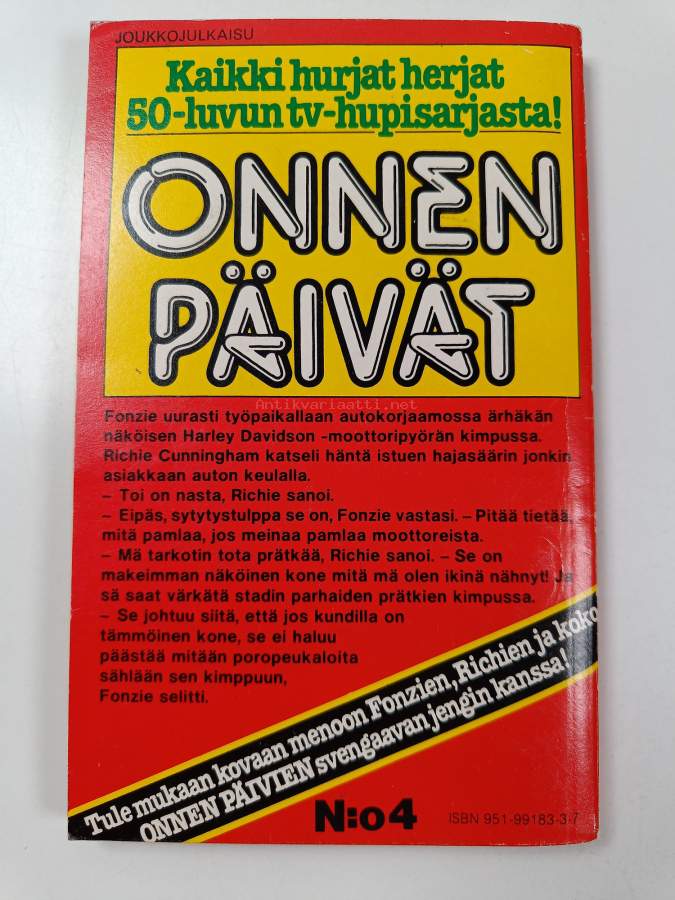 JOUKKOJULKAISU
Kaikki hurjat herjat
50-luvun tv-hupisarjasta!
ONNEN
PÄIVÄT
Antikvariaatti.net
Fonzie uurasti työpaikallaan autokorjaamossa ärhäkän
näköisen Harley Davidson -moottoripyörän kimpussa.
Richie Cunningham katseli häntä istuen hajasäärin jonkin
asiakkaan auton keulalla.
– Toi on nasta, Richie sanoi.
– Eipäs, sytytystulppa se on, Fonzie vastasi. – Pitää tietää,
mitä pamlaa, jos meinaa pamlaa moottoreista.
– Mä tarkotin tota prätkää, Richie sanoi. – Se on
makeimman näköinen kone mitä mä olen ikinä nähnyt! Ja
sä saat värkätä stadin parhaiden prätkien kimpussa.
– Se johtuu siitä, että jos kundilla on
tämmöinen kone, se ei haluu
päästää mitään poropeukaloita
sählään sen kimppuun,
Fonzie selitti.
Tule mukaan kovaan menoon Fonzien, Richien ja koko
ONNEN PÄIVIEN svengaavan jengin kanssa!
N:o 4
ISBN 951-99183-3-7